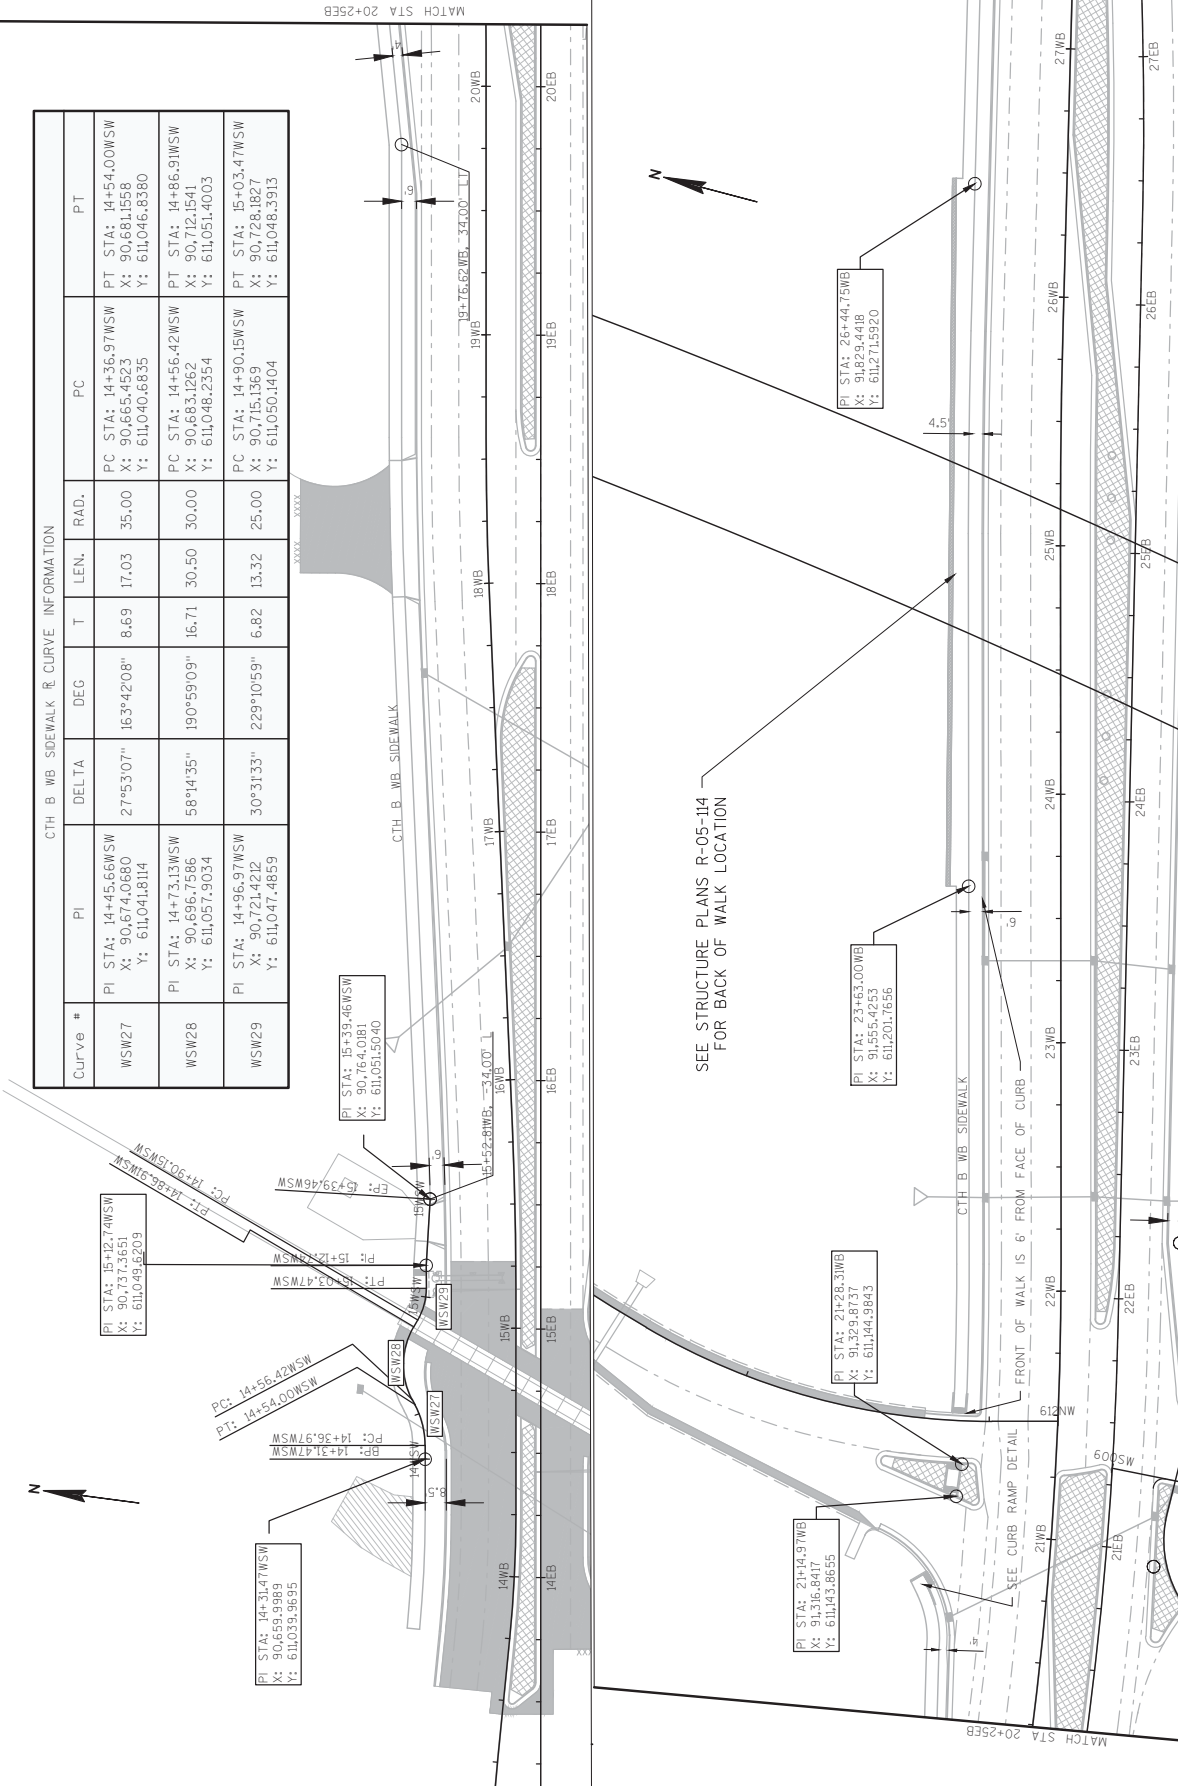 CTH B WB SIDEWALK R CURVE INFORMATION
Curve # PI DELTA DEG T LEN. RAD. PC PT
WSW27 PI STA: 14+45.66WSW 27°53'07" 163°42'08" 8.69 17.03 35.00 PC STA: 14+36.97WSW PT STA: 14+54.00WSW
X: 90,674.0680 X: 90,665.4523 X: 90,681.1558
Y: 611,041.8114 Y: 611,040.6835 Y: 611,046.8380
WSW28 PI STA: 14+73.13WSW 58°14'35" 190°59'09" 16.71 30.50 30.00 PC STA: 14+56.42WSW PT STA: 14+86.91WSW
X: 90,696.7586 X: 90,683.1262 X: 90,712.1541
Y: 611,057.9034 Y: 611,048.2354 Y: 611,051.4003
WSW29 PI STA: 14+96.97WSW 30°31'33" 229°10'59" 6.82 13.32 25.00 PC STA: 14+90.15WSW PT STA: 15+03.47WSW
X: 90,721.4212 X: 90,715.1369 X: 90,728.1827
Y: 611,047.4859 Y: 611,050.1404 Y: 611,048.3913
MATCH STA 20+25EB
N
PI STA: 14+31.47WSW
X: 90,659.9989
Y: 611,039.9695
PI STA: 15+12.74WSW
X: 90,737.3651
Y: 611,049.6209
PI STA: 15+39.46WSW
X: 90,764.0181
Y: 611,051.5040
PT: 14+86.91WSW
PC: 14+90.15WSW
PC: 14+56.42WSW
PT: 14+54.00WSW
PC: 14+36.97WSW
BP: 14+31.47WSW
PI: 15+12.74WSW
PT: 15+03.47WSW
EP: 15+39.46WSW
WSW27
WSW28
WSW29
15WSW
15WSW
8.5'
6'
6'
4'
15+52.81WB, -34.00'
19+76.62WB, 34.00' LT
CTH B WB SIDEWALK
XXXX
XXXX
XXX
14WB
15WB
16WB
17WB
18WB
19WB
20WB
14EB
15EB
16EB
17EB
18EB
19EB
20EB
N
SEE STRUCTURE PLANS R-05-114
FOR BACK OF WALK LOCATION
PI STA: 21+14.97WB
X: 91,316.8417
Y: 611,143.8655
PI STA: 21+28.31WB
X: 91,329.8737
Y: 611,144.9843
PI STA: 23+63.00WB
X: 91,555.4253
Y: 611,201.7656
PI STA: 26+44.75WB
X: 91,829.4418
Y: 611,271.5920
4.5'
6'
CTH B WB SIDEWALK
FRONT OF WALK IS 6' FROM FACE OF CURB
SEE CURB RAMP DETAIL
612NW
609SW
21WB
22WB
23WB
24WB
25WB
26WB
27WB
21EB
22EB
23EB
24EB
25EB
26EB
27EB
MATCH STA 20+25EB